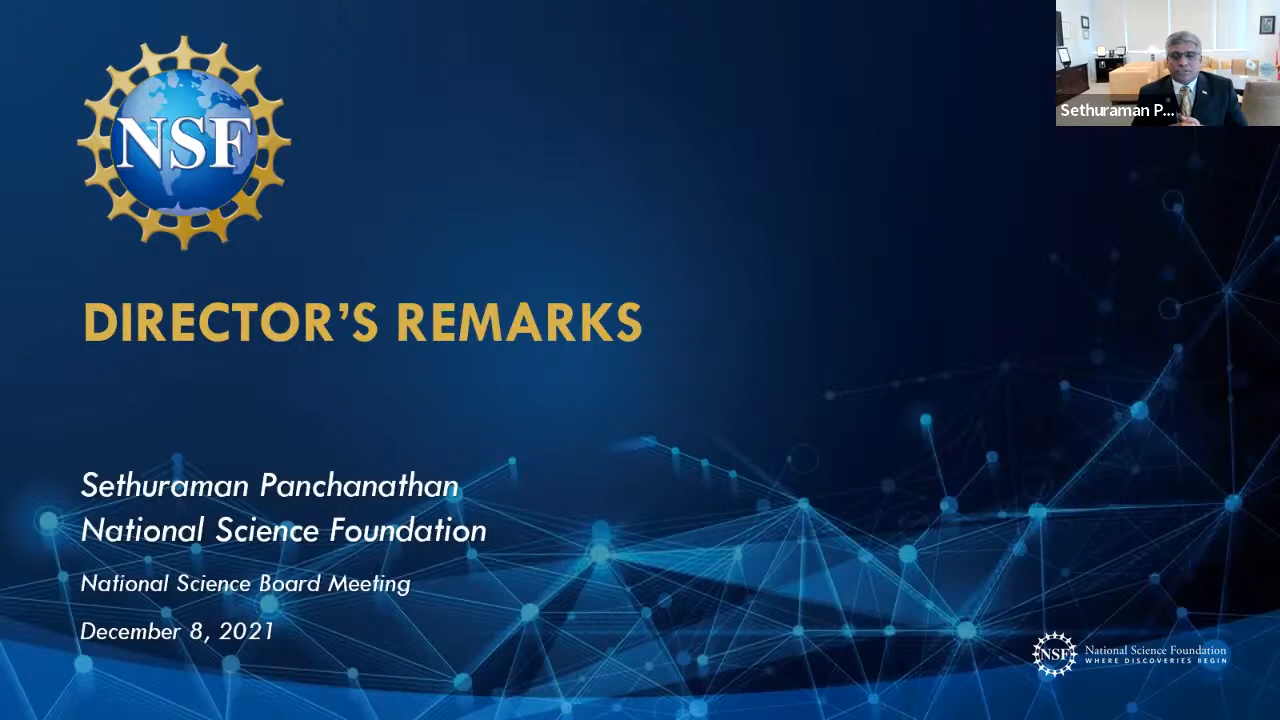 NSF
Sethuraman P...
DIRECTOR'S REMARKS
Sethuraman Panchanathan
National Science Foundation
National Science Board Meeting
December 8, 2021
NSF
National Science Foundation
WHERE DISCOVERIES BEGIN